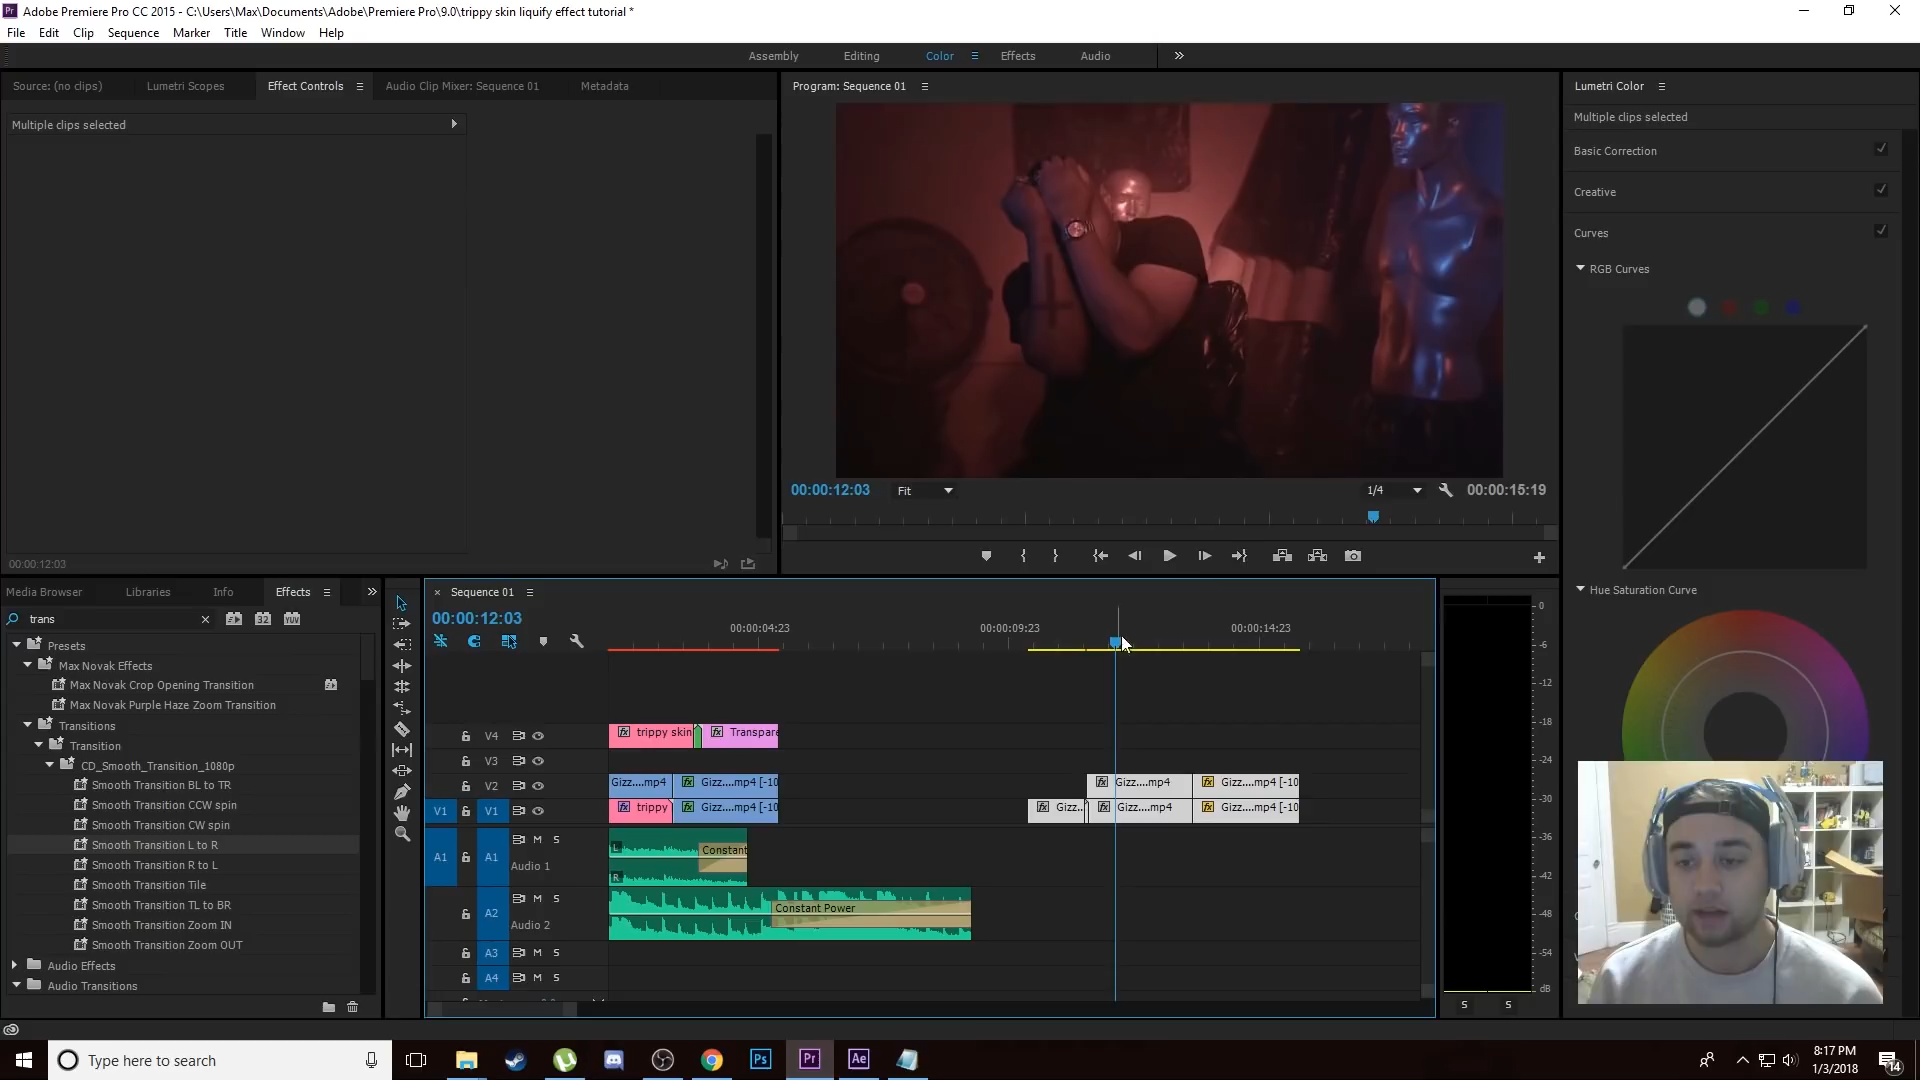 Adobe Premiere Pro CC 2015 - C:\Users\Max\Documents\Adobe\Premiere Pro\9.0\trippy skin liquify effect tutorial *
File Edit Clip Sequence Marker Title Window Help
Assembly Editing Color Effects Audio
Source: (no clips) Lumetri Scopes Effect Controls Audio Clip Mixer: Sequence 01 Metadata
Multiple clips selected
00:00:12:03
Program: Sequence 01
00:00:12:03 Fit 1/4 00:00:15:19
Lumetri Color
Multiple clips selected
Basic Correction
Creative
Curves
RGB Curves
Hue Saturation Curve
Media Browser Libraries Info Effects
trans
Presets
Max Novak Effects
Max Novak Crop Opening Transition
Max Novak Purple Haze Zoom Transition
Transitions
Transition
CD_Smooth_Transition_1080p
Smooth Transition BL to TR
Smooth Transition CCW spin
Smooth Transition CW spin
Smooth Transition L to R
Smooth Transition R to L
Smooth Transition Tile
Smooth Transition TL to BR
Smooth Transition Zoom IN
Smooth Transition Zoom OUT
Audio Effects
Audio Transitions
Sequence 01
00:00:12:03
00:00:04:23 00:00:09:23 00:00:14:23
V4 trippy skin Transpare
V3
V2 Gizz....mp4 Gizz....mp4 [-10 Gizz....mp4 Gizz....mp4 [-10
V1 V1 trippy Gizz....mp4 [-10 Gizz.. Gizz....mp4 Gizz....mp4 [-10
A1 A1 M S Audio 1 L R Constant
A2 M S Audio 2 Constant Power
A3 M S
A4 M S
0
-6
-12
-18
-24
-30
-36
-42
-48
-54
dB
S S
Type here to search
Ps Pr Ae
8:17 PM
1/3/2018
14